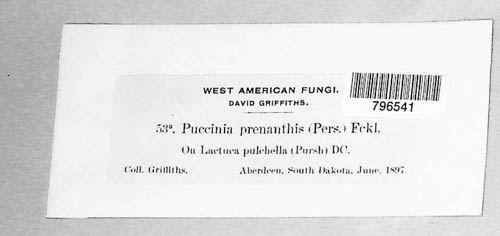 WEST AMERICAN FUNGI.
DAVID GRIFFITHS.
796541
53a. Puccinia prenanthis (Pers.) Fckl.
On Lactuca pulchella (Pursh) DC.
Coll. Griffiths. Aberdeen, South Dakota, June, 1897.